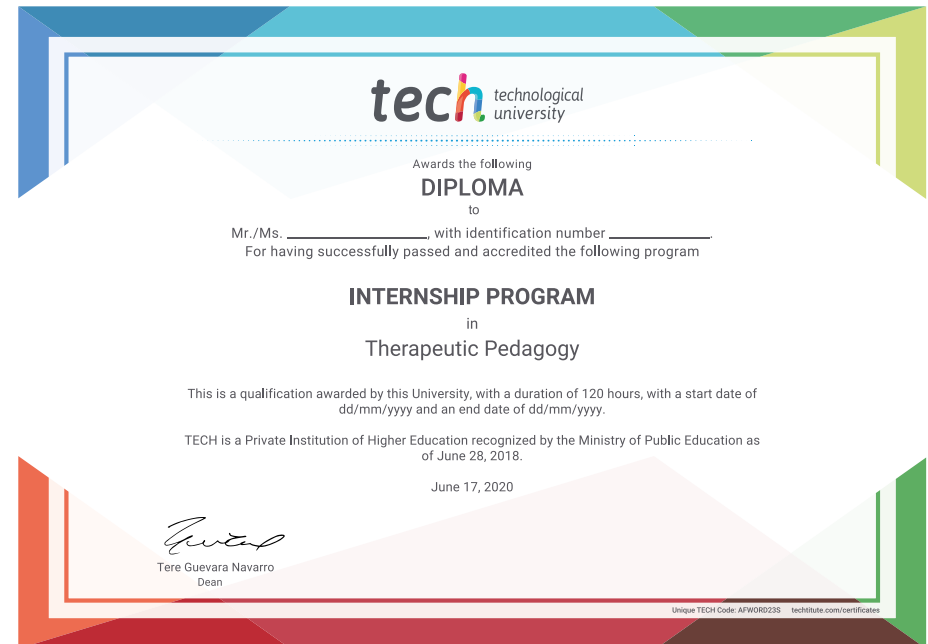 tech technological
university
Awards the following
DIPLOMA
to
Mr./Ms. ____________________, with identification number ______________.
For having successfully passed and accredited the following program
INTERNSHIP PROGRAM
in
Therapeutic Pedagogy
This is a qualification awarded by this University, with a duration of 120 hours, with a start date of
dd/mm/yyyy and an end date of dd/mm/yyyy.
TECH is a Private Institution of Higher Education recognized by the Ministry of Public Education as
of June 28, 2018.
June 17, 2020
Tere Guevara Navarro
Dean
Unique TECH Code: AFWORD23S techtitute.com/certificates